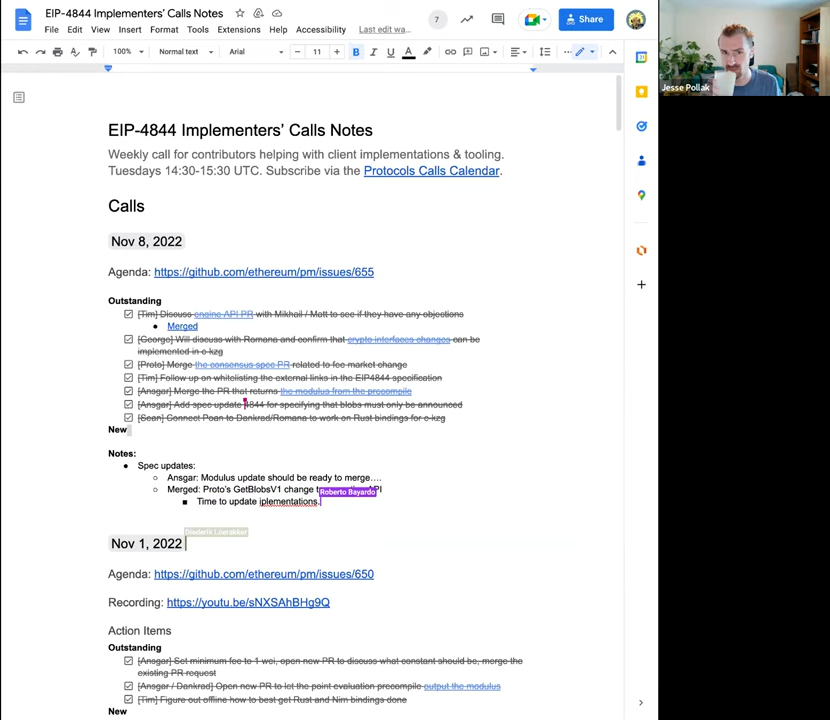 EIP-4844 Implementers' Calls Notes
File Edit View Insert Format Tools Extensions Help Accessibility Last edit wa...
7
Share
100% Normal text Arial 11
Jesse Pollak
EIP-4844 Implementers' Calls Notes
Weekly call for contributors helping with client implementations & tooling.
Tuesdays 14:30-15:30 UTC. Subscribe via the Protocols Calls Calendar.
Calls
Nov 8, 2022
Agenda: https://github.com/ethereum/pm/issues/655
Outstanding
[Tim] Discuss engine API PR with Mikhail / Matt to see if they have any objections
Merged
[George] Will discuss with Romana and confirm that crypto interfaces changes can be
implemented in c-kzg
[Proto] Merge the consensus spec PR related to fee market change
[Tim] Follow up on whitelisting the external links in the EIP4844 specification
[Ansgar] Merge the PR that returns the modulus from the precompile
[Ansgar] Add spec update 4844 for specifying that blobs must only be announced
[Sean] Connect Poan to Dankrad/Romana to work on Rust bindings for c-kzg
New
Notes:
Spec updates:
Ansgar: Modulus update should be ready to merge....
Merged: Proto's GetBlobsV1 change
Roberto Bayardo
Time to update iplementations.
Diederik Loerakker
Nov 1, 2022
Agenda: https://github.com/ethereum/pm/issues/650
Recording: https://youtu.be/sNXSAhBHg9Q
Action Items
Outstanding
[Ansgar] Set minimum fee to 1 wei, open new PR to discuss what constant should be, merge the
existing PR request
[Ansgar / Dankrad] Open new PR to let the point evaluation precompile output the modulus
[Tim] Figure out offline how to best get Rust and Nim bindings done
New